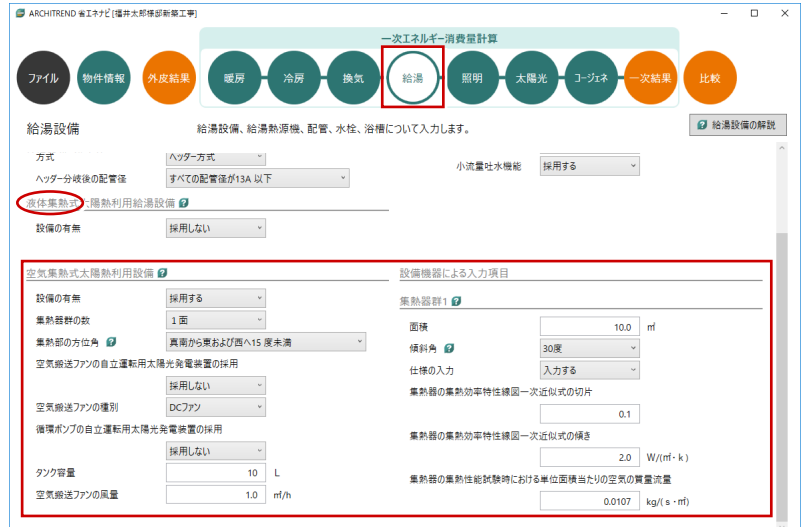 ARCHITREND 省エネナビ [福井太郎様邸新築工事]
一次エネルギー消費量計算
ファイル
物件情報
外皮結果
暖房
冷房
換気
給湯
照明
太陽光
コージェネ
一次結果
比較
給湯設備
給湯設備、給湯熱源機、配管、水栓、浴槽について入力します。
? 給湯設備の解説
方式 ヘッダー方式
小流量吐水機能 採用する
ヘッダー分岐後の配管径 すべての配管径が13A 以下
液体集熱式太陽熱利用給湯設備 ?
設備の有無 採用しない
空気集熱式太陽熱利用設備 ?
設備の有無 採用する
集熱器群の数 1 面
集熱部の方位角 ? 真南から東および西へ15 度未満
空気搬送ファンの自立運転用太陽光発電装置の採用
採用しない
空気搬送ファンの種別 DCファン
循環ポンプの自立運転用太陽光発電装置の採用
採用しない
タンク容量 10 L
空気搬送ファンの風量 1.0 ㎥/h
設備機器による入力項目
集熱器群1 ?
面積 10.0 ㎡
傾斜角 ? 30度
仕様の入力 入力する
集熱器の集熱効率特性線図一次近似式の切片
0.1
集熱器の集熱効率特性線図一次近似式の傾き
2.0 W/(㎡・k)
集熱器の集熱性能試験時における単位面積当たりの空気の質量流量
0.0107 kg/( s ・㎡)